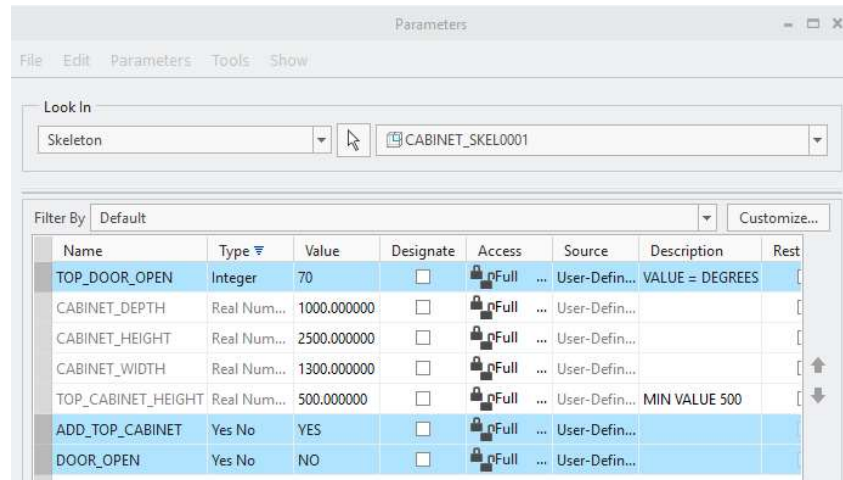 Parameters
File Edit Parameters Tools Show
Look In
Skeleton CABINET_SKEL0001
Filter By Default Customize...
Name Type Value Designate Access Source Description Rest
TOP_DOOR_OPEN Integer 70 Full ... User-Defin... VALUE = DEGREES
CABINET_DEPTH Real Num... 1000.000000 Full ... User-Defin...
CABINET_HEIGHT Real Num... 2500.000000 Full ... User-Defin...
CABINET_WIDTH Real Num... 1300.000000 Full ... User-Defin...
TOP_CABINET_HEIGHT Real Num... 500.000000 Full ... User-Defin... MIN VALUE 500
ADD_TOP_CABINET Yes No YES Full ... User-Defin...
DOOR_OPEN Yes No NO Full ... User-Defin...